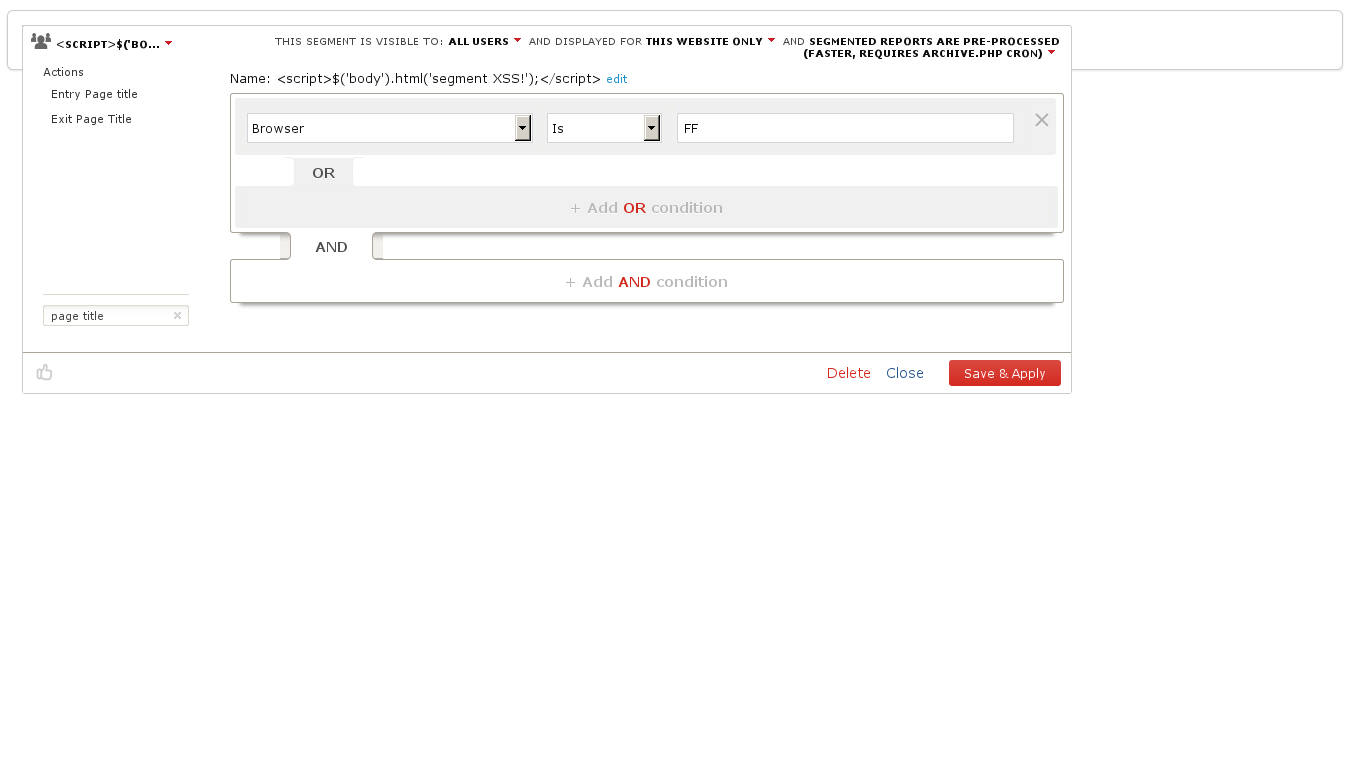 <SCRIPT>$('BO...
THIS SEGMENT IS VISIBLE TO: ALL USERS AND DISPLAYED FOR THIS WEBSITE ONLY AND SEGMENTED REPORTS ARE PRE-PROCESSED
(FASTER, REQUIRES ARCHIVE.PHP CRON)
Actions
Entry Page title
Exit Page Title
page title
Name: <script>$('body').html('segment XSS!');</script> edit
Browser Is FF
OR
+ Add OR condition
AND
+ Add AND condition
Delete Close Save & Apply